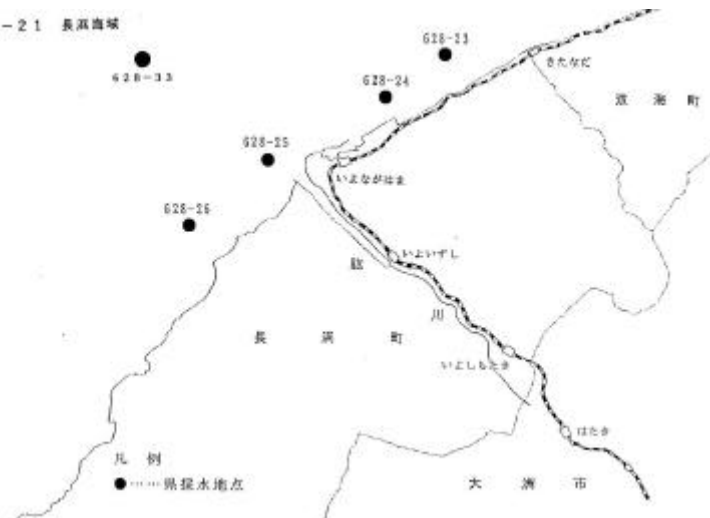 -21 長浜海域
628-33
628-23
628-24
628-25
628-26
きたなだ
双海町
いよながはま
いよいずし
肱川
長浜町
いよしもたき
はたき
大洲市
凡例
●……県採水地点